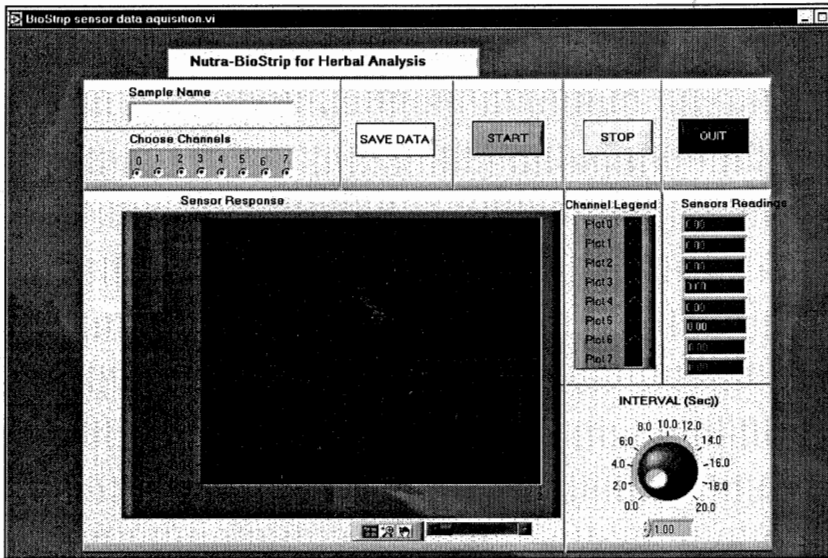 BioStrip sensor data aquisition.vi
Nutra-BioStrip for Herbal Analysis
Sample Name
Choose Channels
0 1 2 3 4 5 6 7
SAVE DATA
START
STOP
QUIT
Sensor Response
Channel Legend
Plot 0
Plot 1
Plot 2
Plot 3
Plot 4
Plot 5
Plot 6
Plot 7
Sensors Readings
0.00
0.00
0.00
0.00
0.00
0.00
0.00
INTERVAL (Sec))
0.0 2.0 4.0 6.0 8.0 10.0 12.0 14.0 16.0 18.0 20.0
1.00